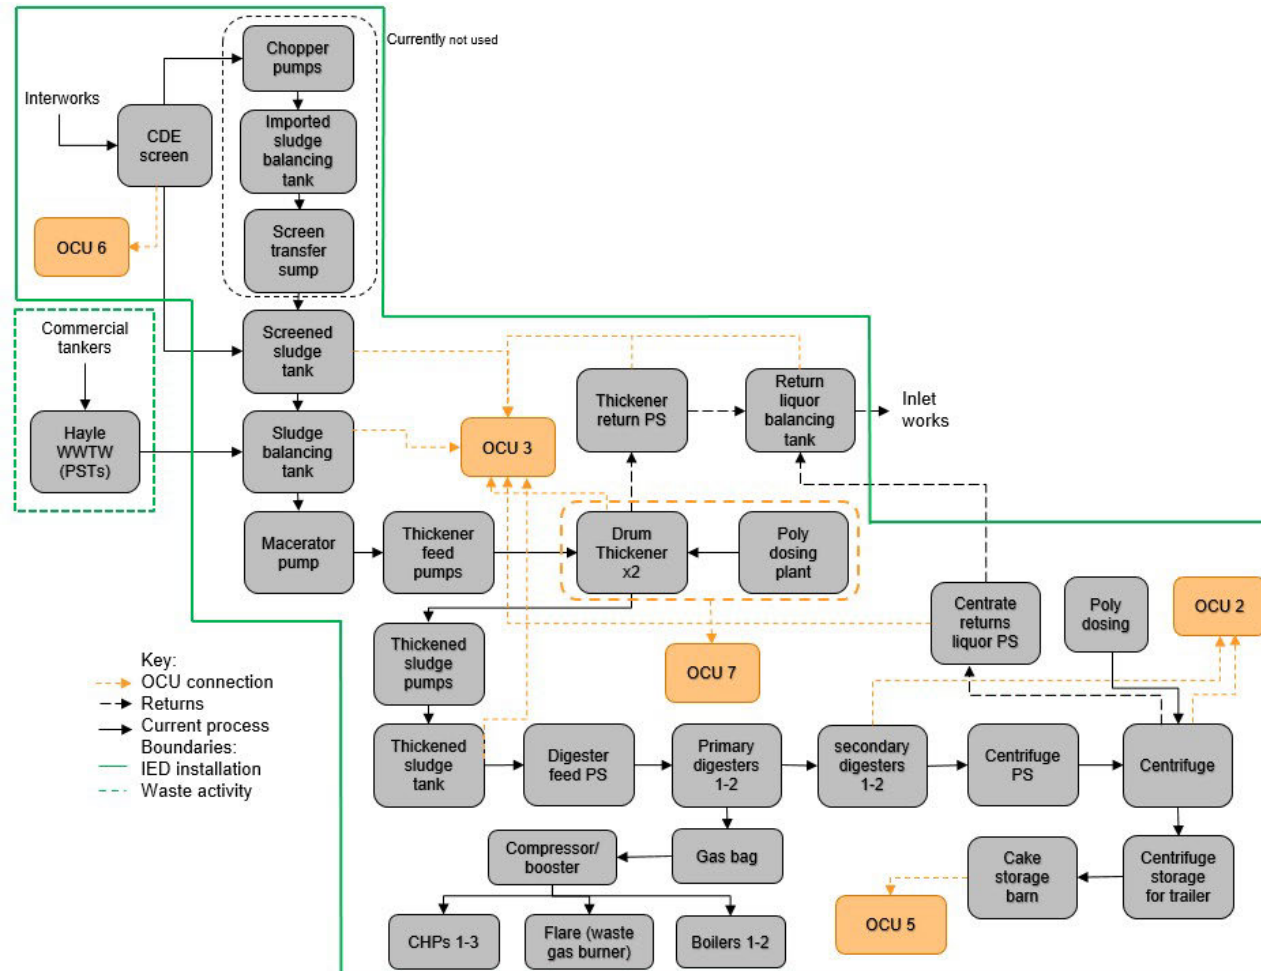 Chopper
pumps
Currently not used
Interworks
CDE
screen
Imported
sludge
balancing
tank
Screen
transfer
sump
OCU 6
Commercial
tankers
Screened
sludge
tank
Thickener
return PS
Return
liquor
balancing
tank
Inlet
works
Hayle
WWTW
(PSTs)
Sludge
balancing
tank
OCU 3
Macerator
pump
Thickener
feed
pumps
Drum
Thickener
x2
Poly
dosing
plant
Centrate
returns
liquor PS
Poly
dosing
OCU 2
Thickened
sludge
pumps
OCU 7
Key:
OCU connection
Returns
Current process
Boundaries:
IED installation
Waste activity
Thickened
sludge
tank
Digester
feed PS
Primary
digesters
1-2
secondary
digesters
1-2
Centrifuge
PS
Centrifuge
Compressor/
booster
Gas bag
Cake
storage
barn
Centrifuge
storage
for trailer
CHPs 1-3
Flare (waste
gas burner)
Boilers 1-2
OCU 5